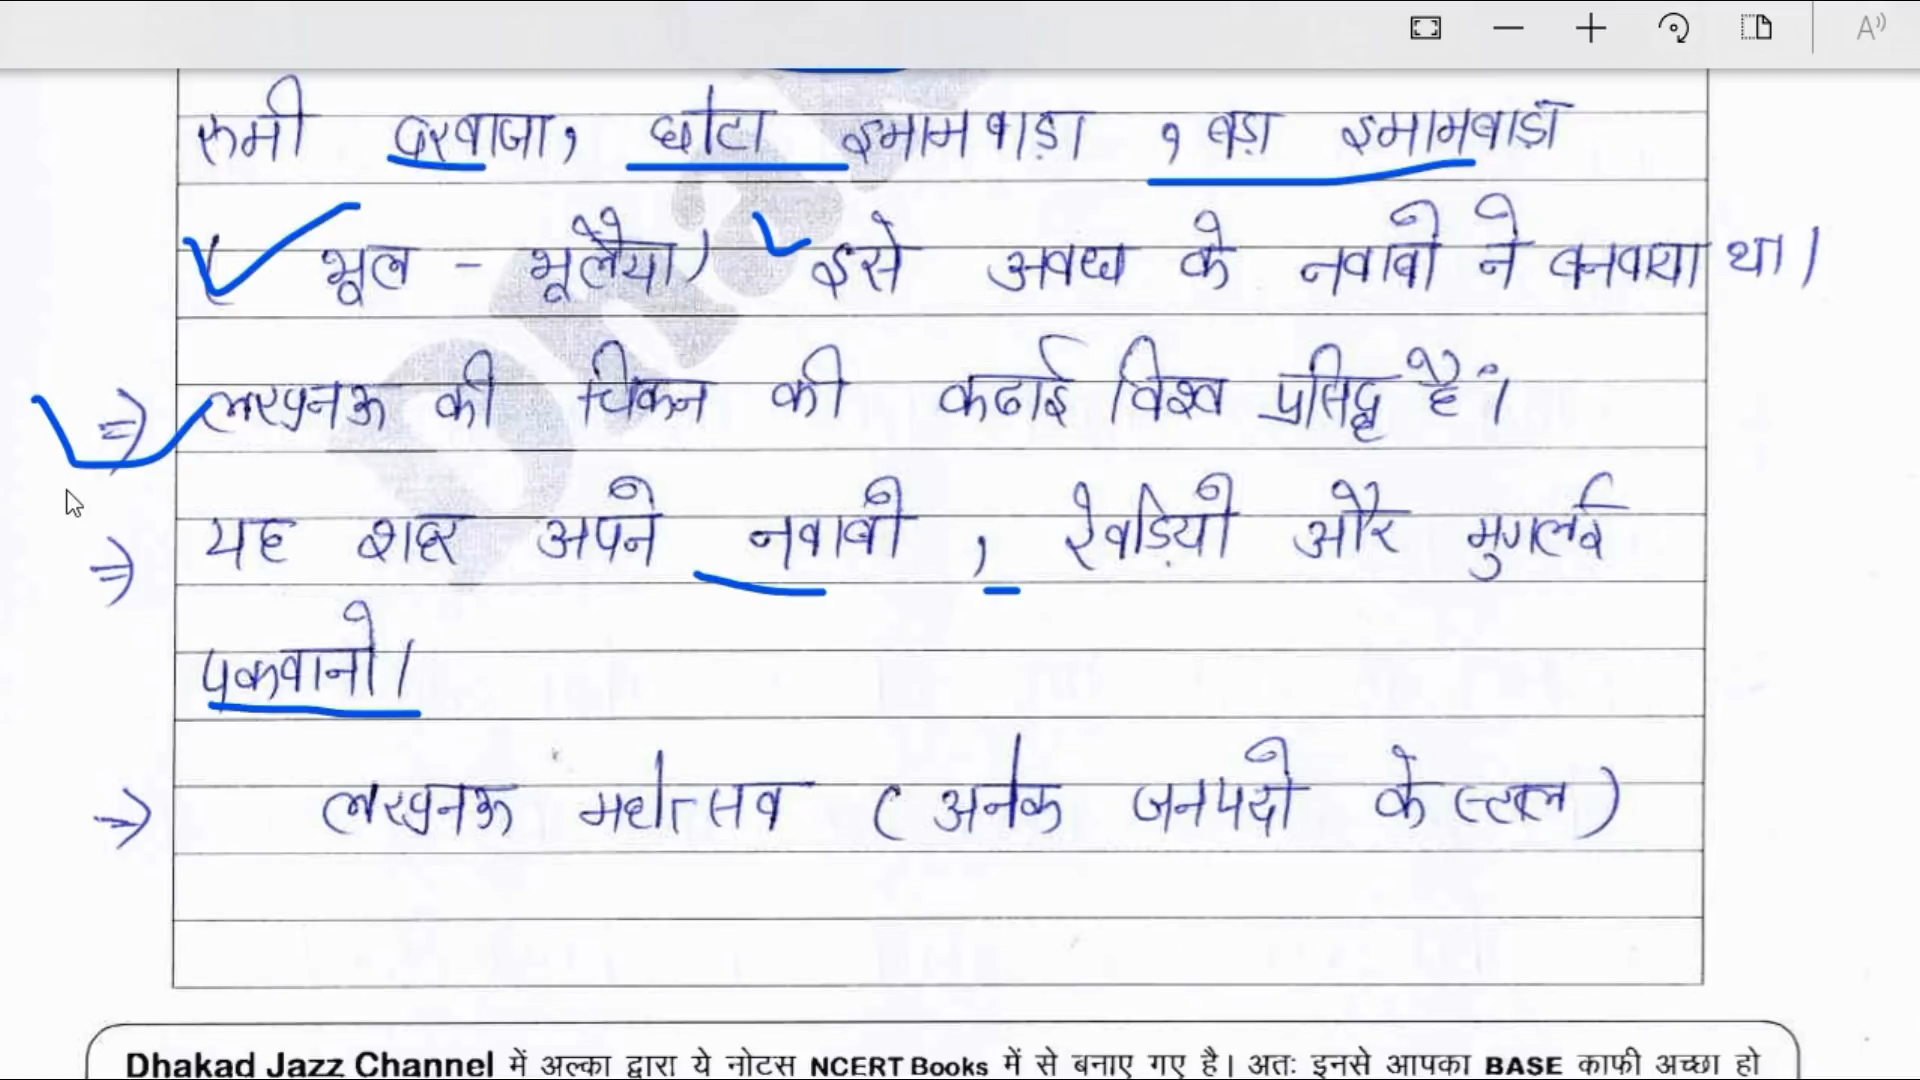 रूमी दरवाजा, छोटा इमामबाड़ा, बड़ा इमामबाड़ा
( भूल - भूलैया) इसे अवध के नवाबों ने बनवाया था।
⇒ लखनऊ की चिकन की कढाई विश्व प्रसिद्ध है।
⇒ यह शहर अपने नवाबों, रेवड़ियों और मुगलई
पकवानों।
→ लखनऊ महोत्सव (अनेक जनपदों के स्टाल)
Dhakad Jazz Channel में अल्का द्वारा ये नोटस NCERT Books में से बनाए गए है। अतः इनसे आपका BASE काफी अच्छा हो